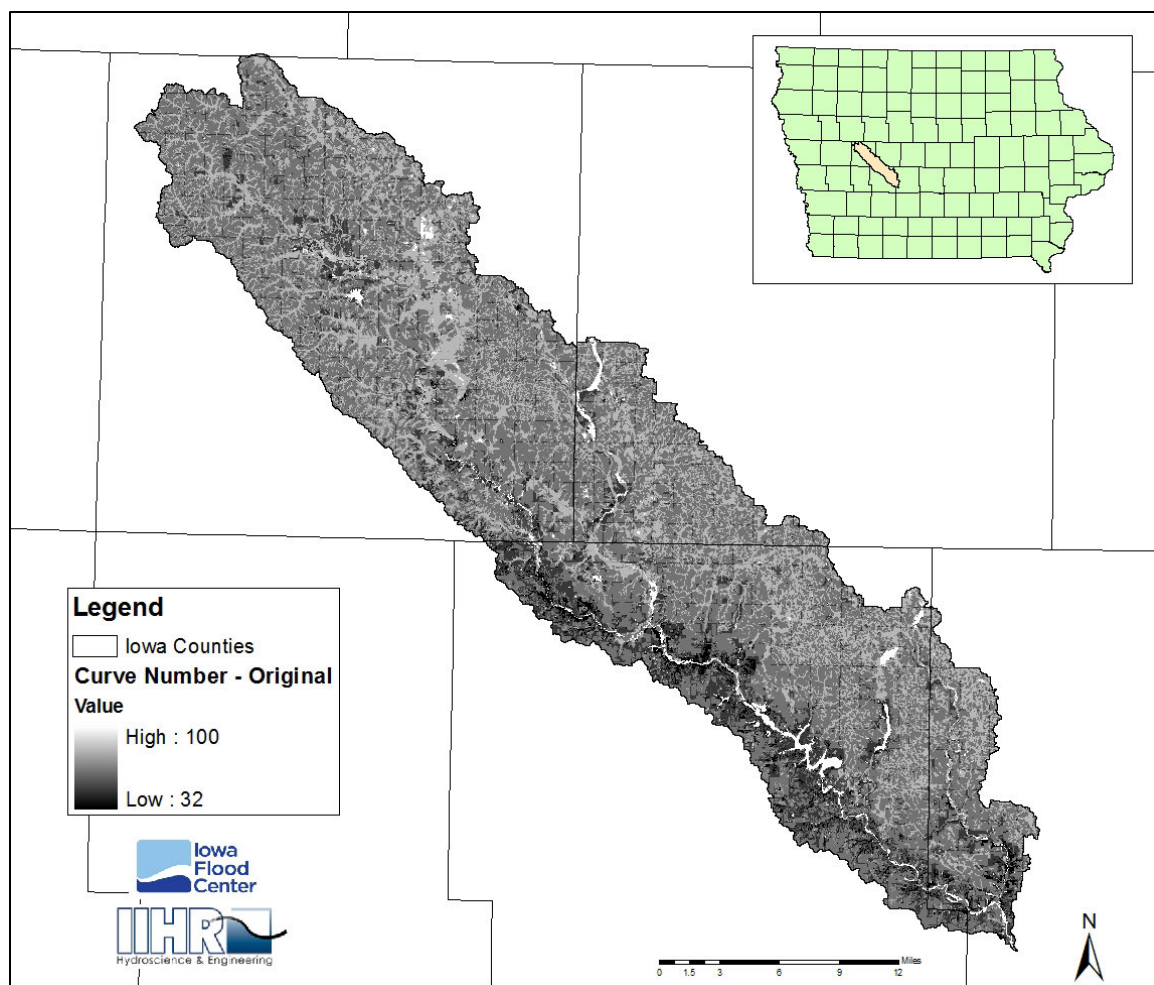 Legend
Iowa Counties
Curve Number - Original
Value
High : 100
Low : 32
Iowa
Flood
Center
IIHR
Hydroscience & Engineering
N
Miles
0 1.5 3 6 9 12